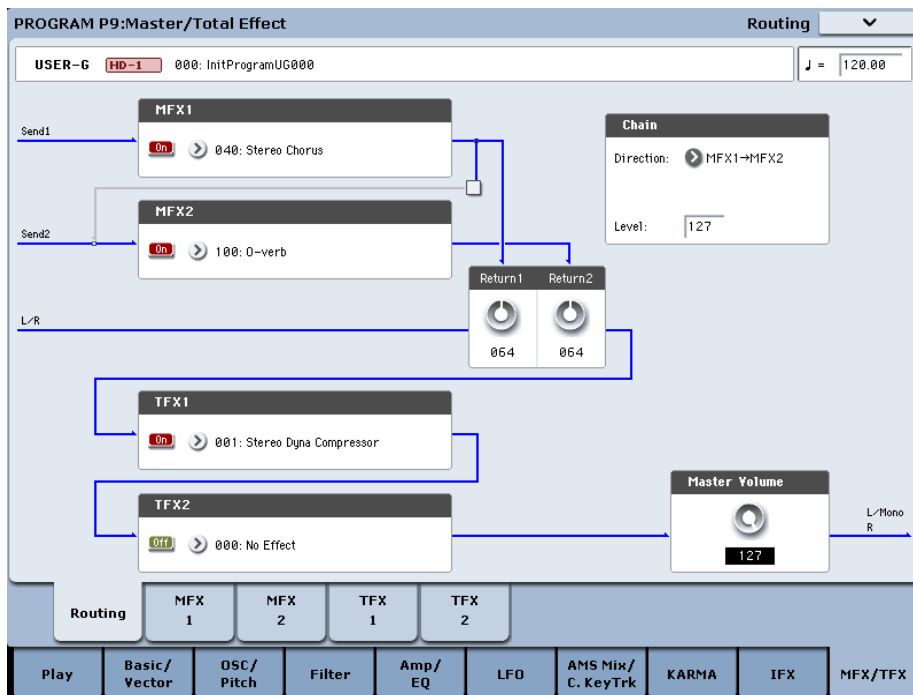 PROGRAM P9:Master/Total Effect
Routing
USER-G HD-1 000: InitProgramUG000
♩ = 120.00
Send1
MFX1
On 040: Stereo Chorus
Chain
Direction: MFX1→MFX2
Level: 127
Send2
MFX2
On 100: O-verb
Return1 Return2
064 064
L/R
TFX1
On 001: Stereo Dyna Compressor
TFX2
Off 000: No Effect
Master Volume
127
L/Mono
R
Routing
MFX
1
MFX
2
TFX
1
TFX
2
Play
Basic/
Vector
OSC/
Pitch
Filter
Amp/
EQ
LFO
AMS Mix/
C. KeyTrk
KARMA
IFX
MFX/TFX